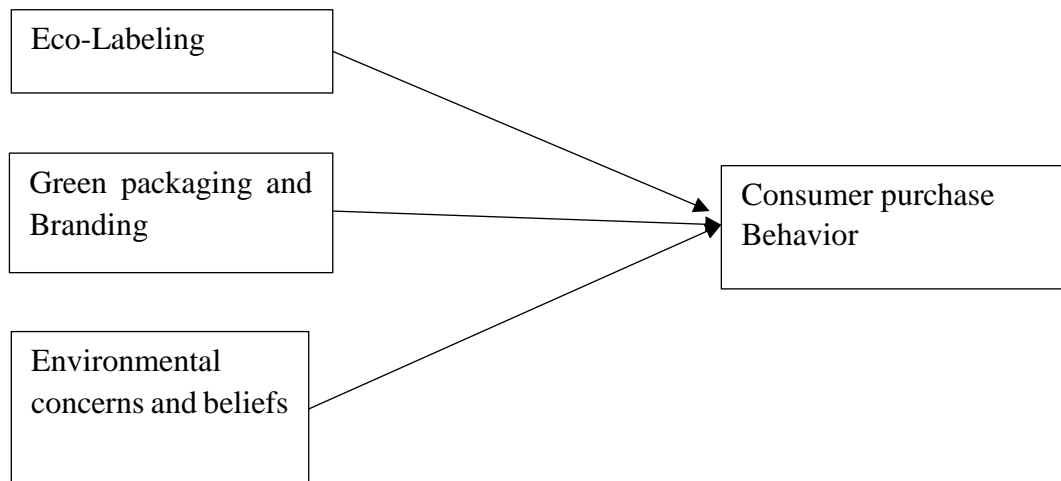 Eco-Labeling
Green packaging and
Branding
Consumer purchase
Behavior
Environmental
concerns and beliefs